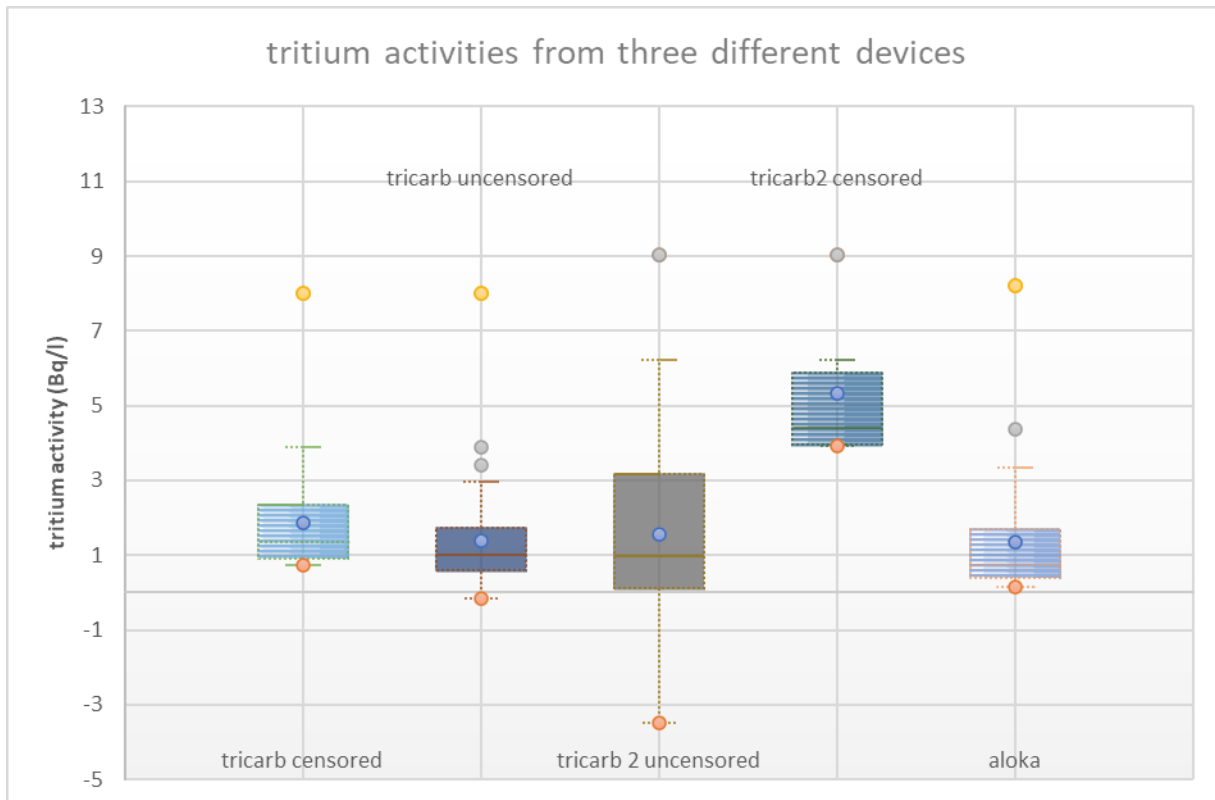 tritium activities from three different devices
13
11
9
7
5
3
1
-1
-3
-5
tritium activity (Bq/l)
tricarb uncensored
tricarb2 censored
tricarb censored
tricarb 2 uncensored
aloka